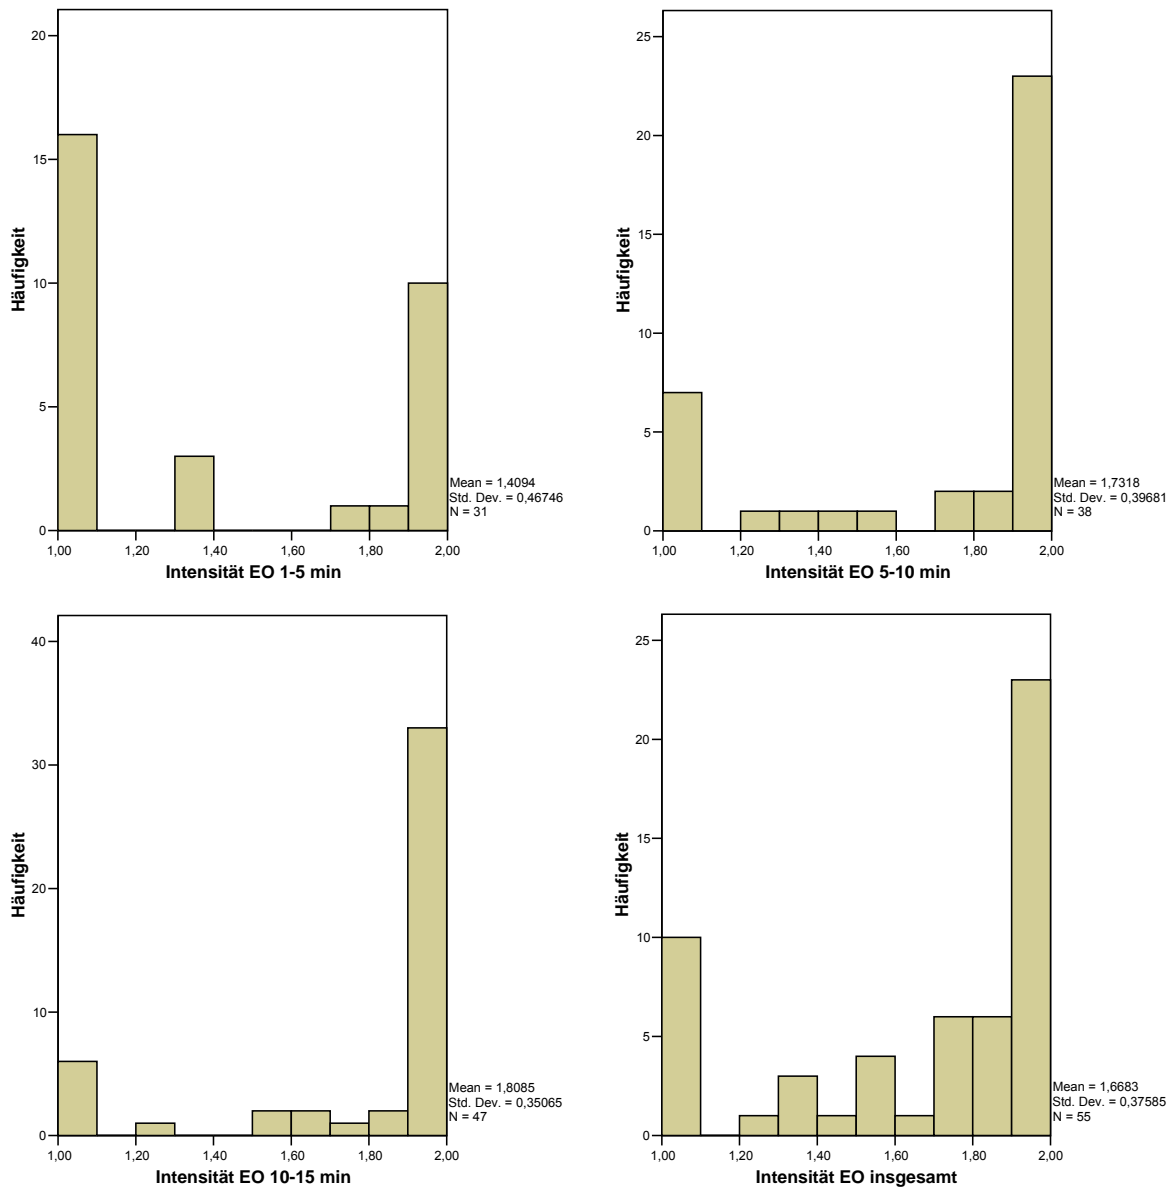 20
15
10
5
0
Häufigkeit
1,00 1,20 1,40 1,60 1,80 2,00
Intensität EO 1-5 min
Mean = 1,4094
Std. Dev. = 0,46746
N = 31
25
20
15
10
5
0
Häufigkeit
1,00 1,20 1,40 1,60 1,80 2,00
Intensität EO 5-10 min
Mean = 1,7318
Std. Dev. = 0,39681
N = 38
40
30
20
10
0
Häufigkeit
1,00 1,20 1,40 1,60 1,80 2,00
Intensität EO 10-15 min
Mean = 1,8085
Std. Dev. = 0,35065
N = 47
25
20
15
10
5
0
Häufigkeit
1,00 1,20 1,40 1,60 1,80 2,00
Intensität EO insgesamt
Mean = 1,6683
Std. Dev. = 0,37585
N = 55